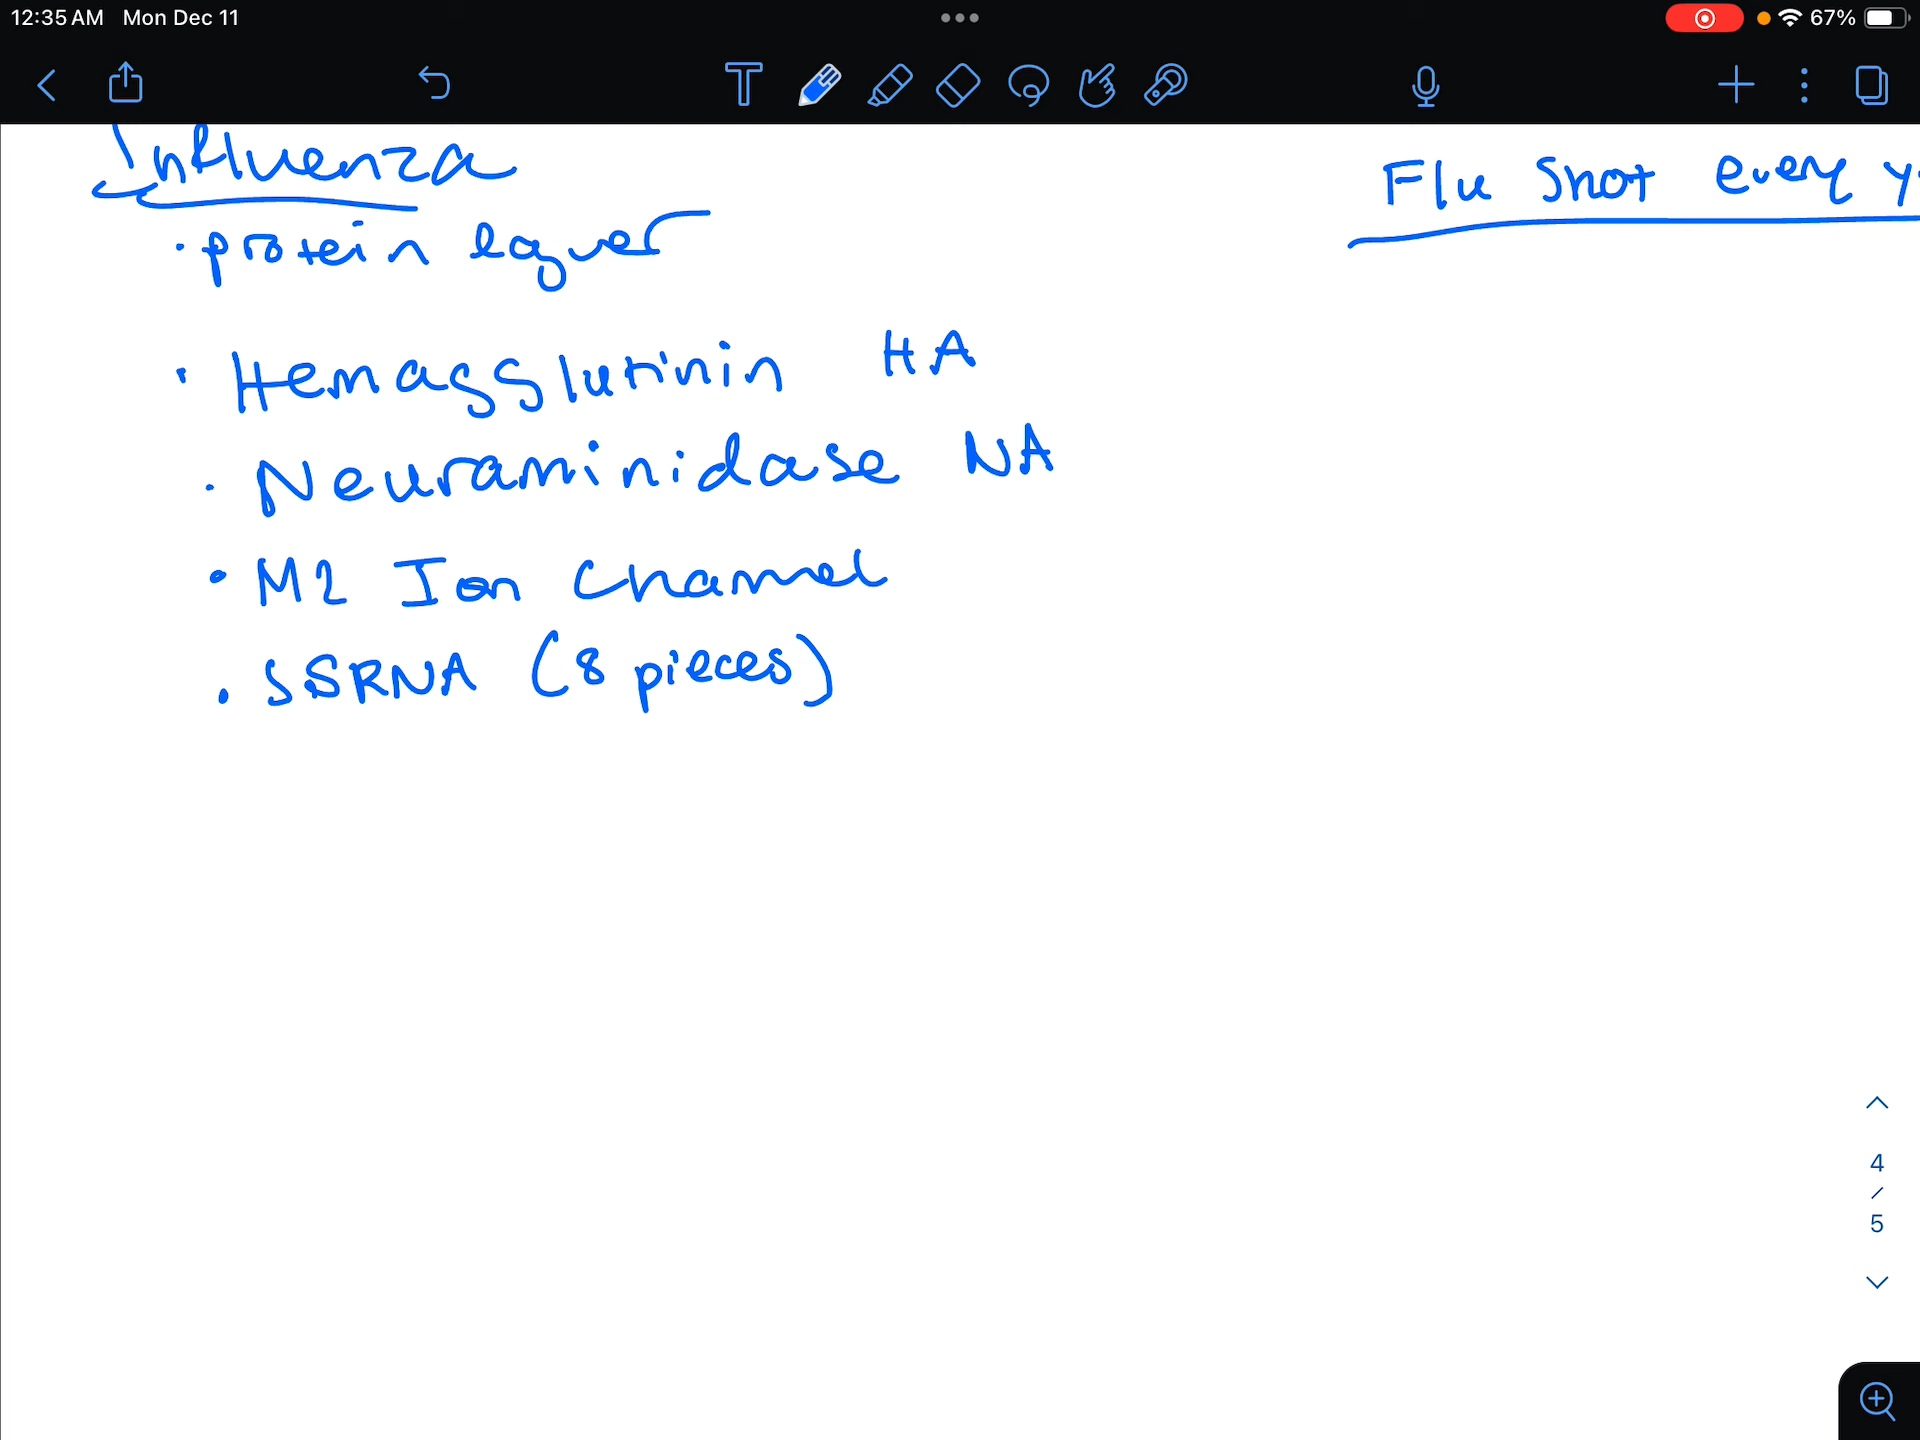 12:35 AM Mon Dec 11
67%
Influenza
Flu Shot every y
• protein layer
• Hemagglutinin HA
• Neuraminidase NA
• M2 Ion Channel
• SSRNA (8 pieces)
4
/
5